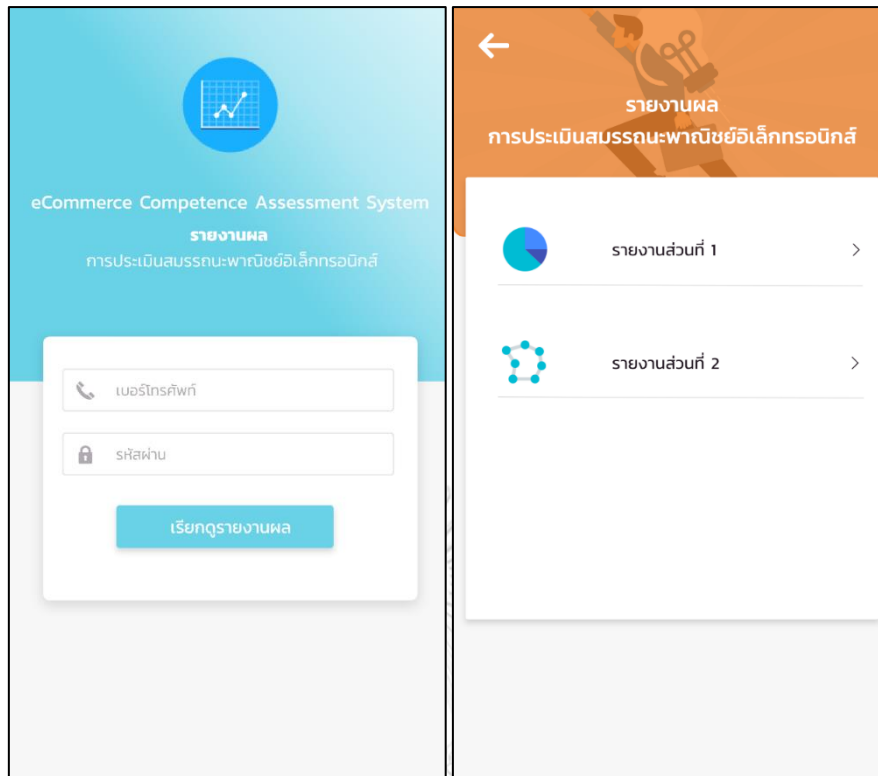 eCommerce Competence Assessment System
รายงานผล
การประเมินสมรรถนะพาณิชย์อิเล็กทรอนิกส์
เบอร์โทรศัพท์
รหัสผ่าน
เรียกดูรายงานผล
รายงานผล
การประเมินสมรรถนะพาณิชย์อิเล็กทรอนิกส์
รายงานส่วนที่ 1
รายงานส่วนที่ 2